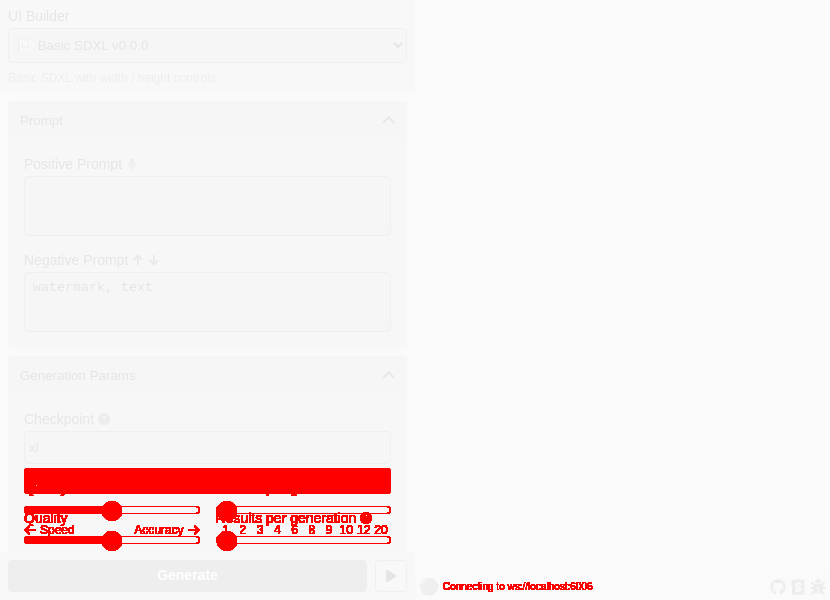 UI Builder
Basic SDXL v0.0.0
Basic SDXL with width / height controls
Prompt
Positive Prompt
Negative Prompt
watermark, text
Generation Params
Checkpoint
xl
Quality Results per generation
Speed Accuracy 1 2 3 4 6 8 9 10 12 20
Generate
Connecting to ws://localhost: